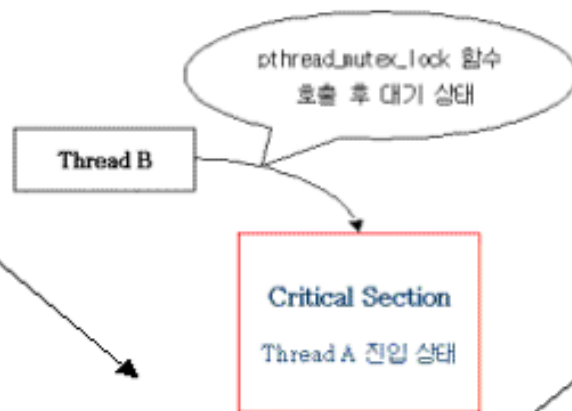 pthread_mutex_lock 함수
호출 후 대기 상태
Thread B
Critical Section
Thread A 진입 상태